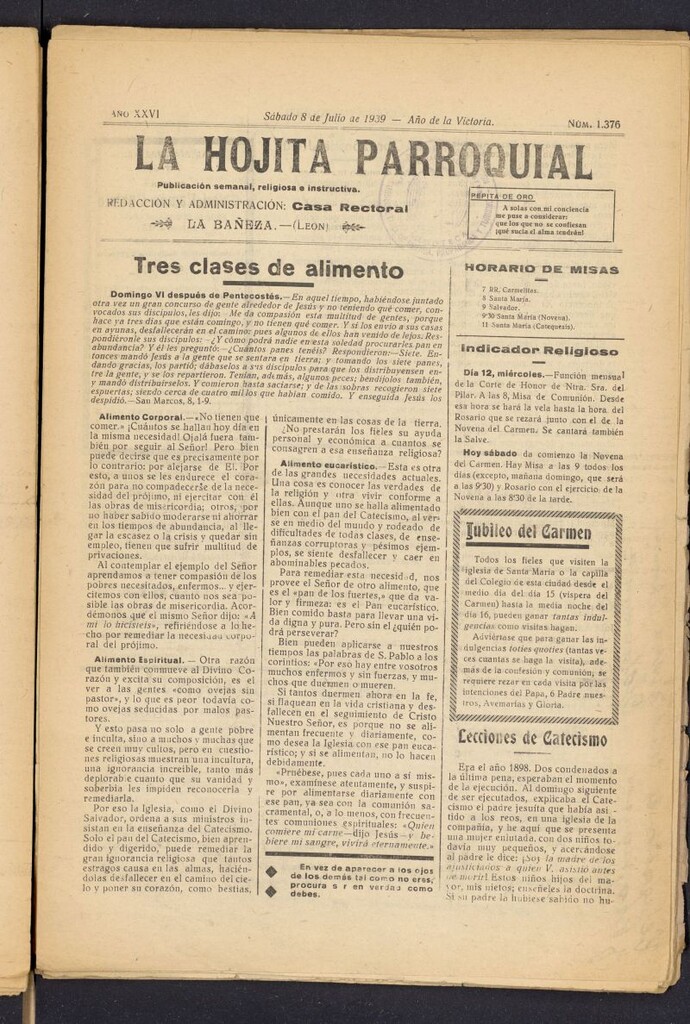 AÑO XXVI
Sábado 8 de Julio de 1939 — Año de la Victoria.
NÚM. 1.376
LA HOJITA PARROQUIAL
Publicación semanal, religiosa e instructiva.
REDACCIÓN Y ADMINISTRACIÓN: Casa Rectoral
LA BAÑEZA.—(LEON)
PEPITA DE ORO
A solas con mi conciencia
me puse a considerar:
que los que no se confiesan
¡qué sucia el alma tendrán!
Tres clases de alimento
Domingo VI después de Pentecostés.—En aquel tiempo, habiéndose juntado
otra vez un gran concurso de gente alrededor de Jesús y no teniendo qué comer, con-
vocados sus discípulos, les dijo: Me da compasión esta multitud de gentes, porque
hace ya tres días que están conmigo, y no tienen qué comer. Y si los envío a sus casas
en ayunas, desfallecerán en el camino; pues algunos de ellos han venido de lejos. Res-
pondiéronle sus discípulos: —¿Y cómo podrá nadie en esta soledad procurarles pan en
abundancia? Y él les preguntó:—¿Cuántos panes tenéis? Respondieron:—Siete. En-
tonces mandó Jesús a la gente que se sentara en tierra; y tomando los siete panes,
dando gracias, los partió; dábaselos a sus discípulos para que los distribuyensen en-
tre la gente, y se los repartieron. Tenían, además, algunos peces; bendíjolos también,
y mandó distribuírselos. Y comieron hasta saciarse; y de las sobras recogieron siete
espuertas; siendo cerca de cuatro mil los que habían comido. Y enseguida Jesús los
despidió.—San Marcos, 8, 1-9.
Alimento Corporal.—«No tienen que
comer.» ¡Cuántos se hallan hoy día en
la misma necesidad! Ojalá fuera tam-
bién por seguir al Señor! Pero bien
puede decirse que es precisamente por
lo contrario: por alejarse de El. Por
esto, a unos se les endurece el cora-
zón para no compadecerse de la nece-
sidad del prójimo, ni ejercitar con él
las obras de misericordia; otros, por
no haber sabido moderarse ni ahorrar
en los tiempos de abundancia, al lle-
gar la escasez o la crisis y quedar sin
empleo, tienen que sufrir multitud de
privaciones.
Al contemplar el ejemplo del Señor
aprendamos a tener compasión de los
pobres necesitados, enfermos... y ejer-
citemos con ellos, cuanto nos sea po-
sible las obras de misericordia. Acor-
démonos que el mismo Señor dijo: «A
mí lo hicisteis», refiriéndose a lo he-
cho por remediar la necesidad corpo-
ral del prójimo.
Alimento Espiritual. — Otra razón
que también conmueve al Divino Co-
razón y excita su composición, es el
ver a las gentes «como ovejas sin
pastor», y lo que es peor todavía como
ovejas seducidas por malos pas-
tores.
Y esto pasa no solo a gente pobre
e inculta, sino a muchos y muchas que
se creen muy cultos, pero en cuestio-
nes religiosas muestran una incultura,
una ignorancia increíble, tanto más
deplorable cuanto que su vanidad y
soberbia les impiden reconocerla y
remediarla.
Por eso la Iglesia, como el Divino
Salvador, ordena a sus ministros in-
sistan en la enseñanza del Catecismo.
Solo el pan del Catecismo, bien apren-
dido y digerido, puede remediar la
gran ignorancia religiosa que tantos
estragos causa en las almas, hacién-
dolas desfallecer en el camino del cie-
lo y poner su corazón, como bestias,
únicamente en las cosas de la tierra.
¿No prestarán los fieles su ayuda
personal y económica a cuantos se
consagren a esa enseñanza religiosa?
Alimento eucarístico.—Esta es otra
de las grandes necesidades actuales.
Una cosa es conocer las verdades de
la religión y otra vivir conforme a
ellas. Aunque uno se halla alimentado
bien con el pan del Catecismo, al ver-
se en medio del mundo y rodeado de
dificultades de todas clases, de ense-
ñanzas corruptoras y pésimos ejem-
plos, se siente desfallecer y caer en
abominables pecados.
Para remediar esta necesidad, nos
provee el Señor de otro alimento, que
es el «pan de los fuertes,» que da va-
lor y firmeza: es el Pan eucarístico.
Bien comido basta para llevar una vi-
da digna y pura. Pero sin el ¿quién po-
drá perseverar?
Bien pueden aplicarse a nuestros
tiempos las palabras de S. Pablo a los
corintios: «Por eso hay entre vosotros
muchos enfermos y sin fuerzas, y mu-
chos que duermen o mueren.
Si tantos duermen ahora en la fe,
si flaquean en la vida cristiana y des-
fallecen en el seguimiento de Cristo
Nuestro Señor, es porque no se ali-
mentan frecuente y diariamente, co-
mo desea la Iglesia con ese pan euca-
rístico; y si se alimentan, no lo hacen
debidamente.
«Pruébese, pues cada uno a sí mis-
mo», examínese atentamente, y suspi-
re por alimentarse diariamente con
ese pan, ya sea con la comunión sa-
cramental, o, a lo menos, con frecuen-
tes comuniones espirituales: «Quien
comiere mi carne—dijo Jesús—y be-
biere mi sangre, vivirá eternamente.»
En vez de aparecer a los ojos
de los demás tal como no eres,
procura s r en verdad como
debes.
HORARIO DE MISAS
7 RR. Carmelitas.
8 Santa María.
9 Salvador.
9'30 Santa María (Novena).
11 Santa María (Catequesis).
Indicador Religioso
Día 12, miércoles.—Función mensual
de la Corte de Honor de Ntra. Sra. del
Pilar. A las 8, Misa de Comunión. Desde
esa hora se hará la vela hasta la hora del
Rosario que se rezará junto con el de la
Novena del Carmen. Se cantará también
la Salve.
Hoy sábado da comienzo la Novena
del Carmen. Hay Misa a las 9 todos los
días (excepto, mañana domingo, que será
a las 9'30) y Rosario con el ejercicio de la
Novena a las 8'30 de la tarde.
Jubileo del Carmen
Todos los fieles que visiten la
iglesia de Santa María o la capilla
del Colegio de esta ciudad desde el
medio día del día 15 (víspera del
Carmen) hasta la media noche del
día 16, pueden ganar tantas indul-
gencias como visitas hagan.
Adviértase que para ganar las in-
dulgencias toties quoties (tantas ve-
ces cuantas se haga la visita), ade-
más de la confesión y comunión, se
requiere rezar en cada visita por las
intenciones del Papa, 6 Padre nues-
tros, Avemarías y Gloria.
Lecciones de Catecismo
Era el año 1898. Dos condenados a
la última pena, esperaban el momento
de la ejecución. Al domingo siguiente
de ser ejecutados, explicaba el Cate-
cismo el padre jesuíta que había asi-
tido a los reos, en una iglesia de la
compañía, y he aquí que se presenta
una mujer enlutada, con dos niños to-
davía muy pequeños, y acercándose
al padre le dice: ¡Soy la madre de los
ajusticiados a quien V. asistió antes
de morir! Estos niños hijos del ma-
yor, mis nietos; enséñeles la doctrina.
Si su padre la hubiese sabido no hu-